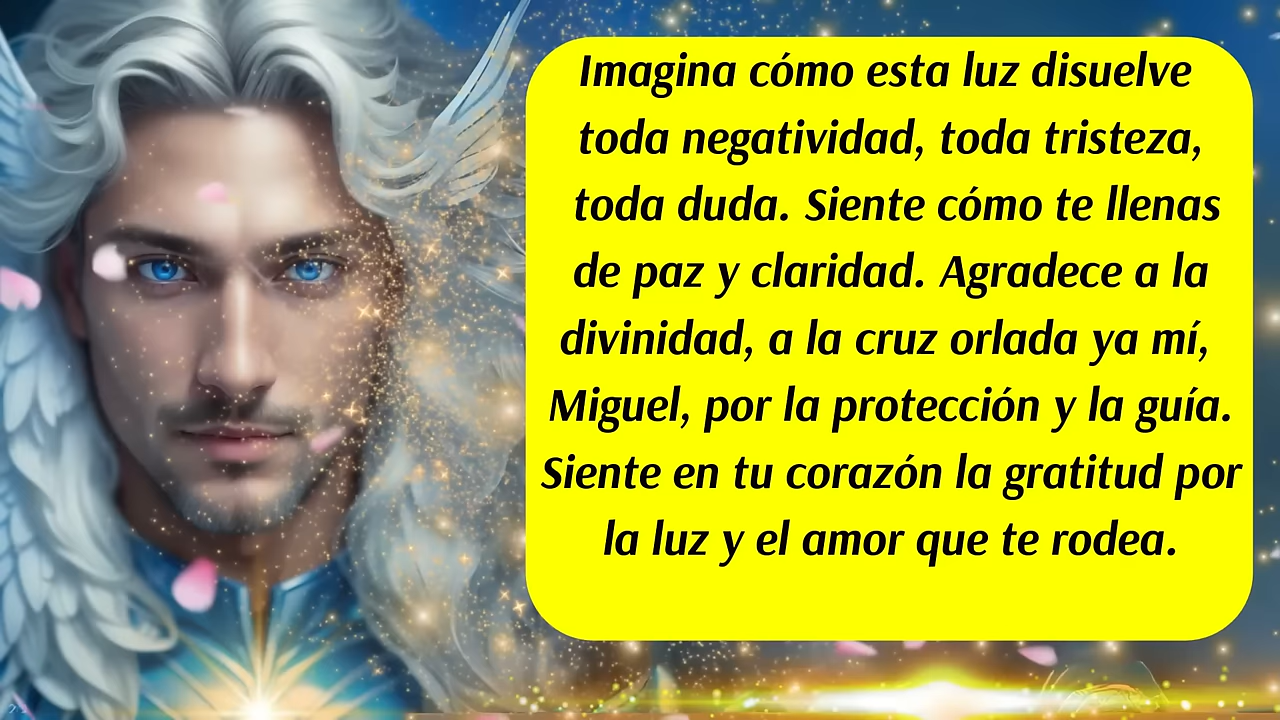 Imagina cómo esta luz disuelve
toda negatividad, toda tristeza,
toda duda. Siente cómo te llenas
de paz y claridad. Agradece a la
divinidad, a la cruz orlada ya mí,
Miguel, por la protección y la guía.
Siente en tu corazón la gratitud por
la luz y el amor que te rodea.